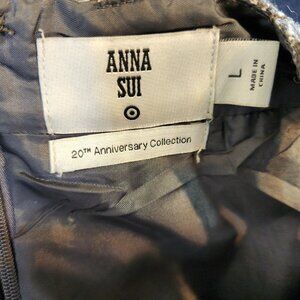 ANNA
SUI
20TH Anniversary Collection
L
MADE IN
CHINA